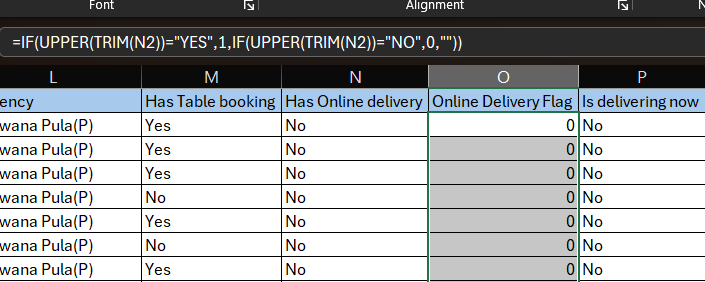 Font Alignment N
=IF(UPPER(TRIM(N2))="YES",1,IF(UPPER(TRIM(N2))="NO",0,""))
L M N O P
ency Has Table booking Has Online delivery Online Delivery Flag Is delivering now
wana Pula(P) Yes No 0 No
wana Pula(P) Yes No 0 No
wana Pula(P) Yes No 0 No
wana Pula(P) No No 0 No
wana Pula(P) Yes No 0 No
wana Pula(P) No No 0 No
wana Pula(P) Yes No 0 No